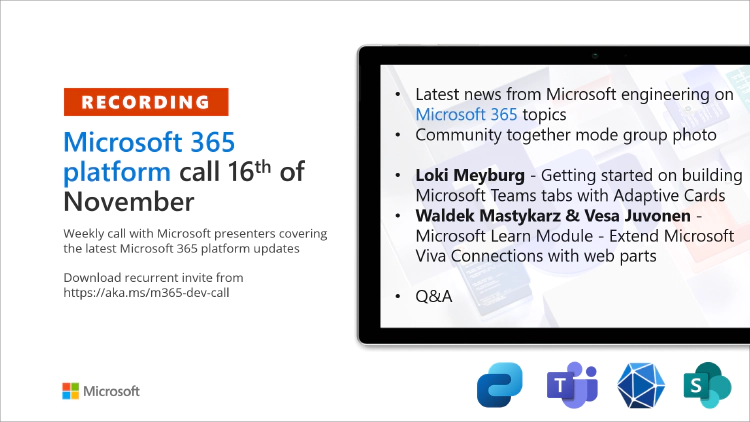 RECORDING
Microsoft 365
platform call 16th of
November
Weekly call with Microsoft presenters covering
the latest Microsoft 365 platform updates
Download recurrent invite from
https://aka.ms/m365-dev-call
Microsoft
• Latest news from Microsoft engineering on
Microsoft 365 topics
• Community together mode group photo
• Loki Meyburg - Getting started on building
Microsoft Teams tabs with Adaptive Cards
• Waldek Mastykarz & Vesa Juvonen -
Microsoft Learn Module - Extend Microsoft
Viva Connections with web parts
• Q&A
T
S